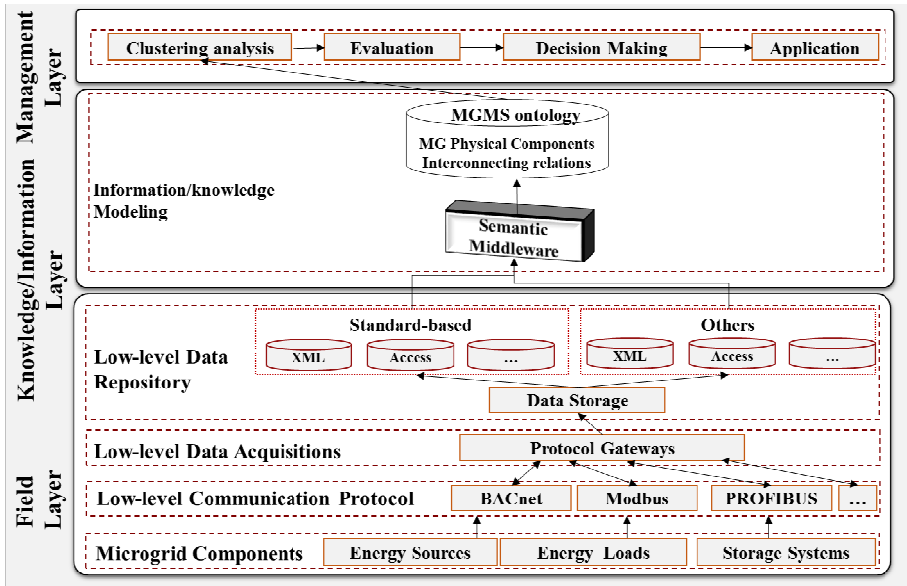 Management
Layer
Clustering analysis
Evaluation
Decision Making
Application
Knowledge/Information
Layer
Information/knowledge
Modeling
MGMS ontology
MG Physical Components
Interconnecting relations
Semantic
Middleware
Field
Layer
Low-level Data
Repository
Standard-based
XML
Access
...
Others
XML
Access
...
Data Storage
Low-level Data Acquisitions
Protocol Gateways
Low-level Communication Protocol
BACnet
Modbus
PROFIBUS
...
Microgrid Components
Energy Sources
Energy Loads
Storage Systems